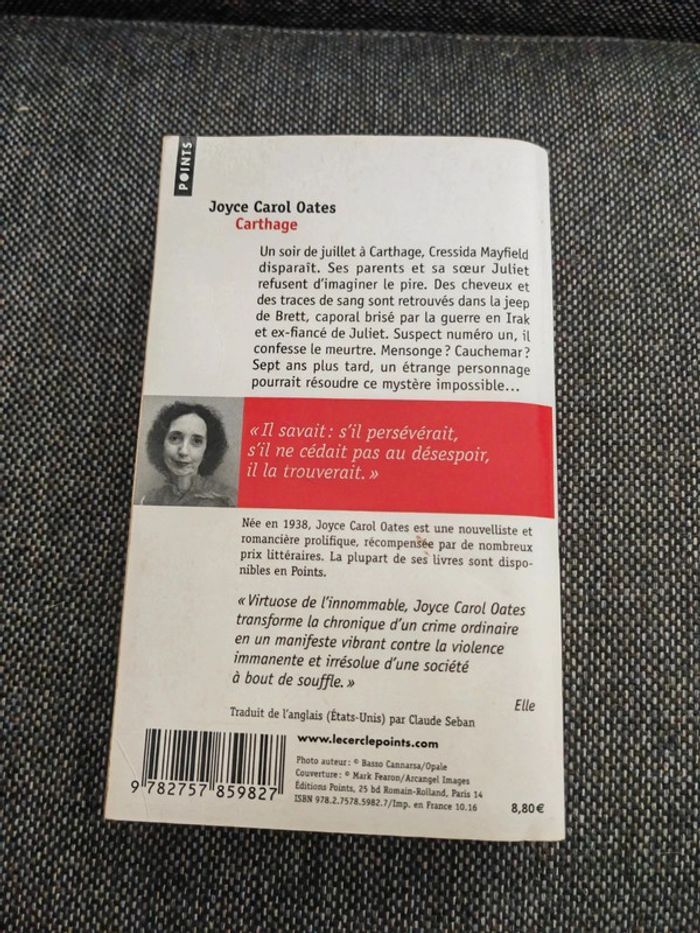 POINTS
Joyce Carol Oates
Carthage
Un soir de juillet à Carthage, Cressida Mayfield
disparaît. Ses parents et sa sœur Juliet
refusent d'imaginer le pire. Des cheveux et
des traces de sang sont retrouvés dans la jeep
de Brett, caporal brisé par la guerre en Irak
et ex-fiancé de Juliet. Suspect numéro un, il
confesse le meurtre. Mensonge ? Cauchemar ?
Sept ans plus tard, un étrange personnage
pourrait résoudre ce mystère impossible…
« Il savait : s'il persévérait,
s'il ne cédait pas au désespoir,
il la trouverait. »
Née en 1938, Joyce Carol Oates est une nouvelliste et
romancière prolifique, récompensée par de nombreux
prix littéraires. La plupart de ses livres sont dispo-
nibles en Points.
« Virtuose de l'innommable, Joyce Carol Oates
transforme la chronique d'un crime ordinaire
en un manifeste vibrant contre la violence
immanente et irrésolue d'une société
à bout de souffle. »
Elle
Traduit de l'anglais (États-Unis) par Claude Seban
www.lecerclepoints.com
Photo auteur : © Basso Cannarsa/Opale
Couverture : © Mark Fearon/Arcangel Images
Éditions Points, 25 bd Romain-Rolland, Paris 14
ISBN 978.2.7578.5982.7/Imp. en France 10.16
8,80 €
9 782757 859827